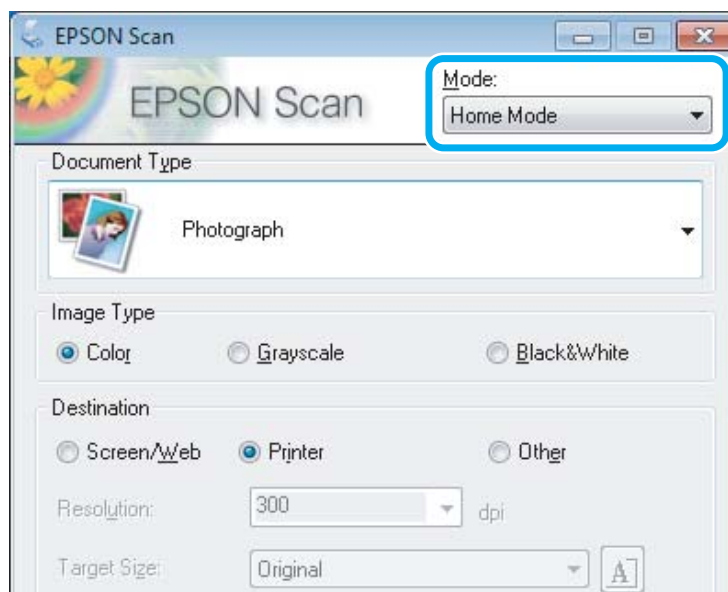 EPSON Scan
EPSON Scan
Mode:
Home Mode
Document Type
Photograph
Image Type
Color Grayscale Black&White
Destination
Screen/Web Printer Other
Resolution: 300 dpi
Target Size: Original A